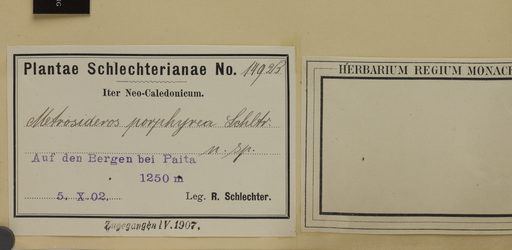 Plantae Schlechterianae No. 14926
Iter Neo-Caledonicum.
Metrosideros porphyrea Schltr.
n. sp.
Auf den Bergen bei Paita
1250 m
5. X.02. Leg. R. Schlechter.
Zugegangen IV.1907.
HERBARIUM REGIUM MONAC